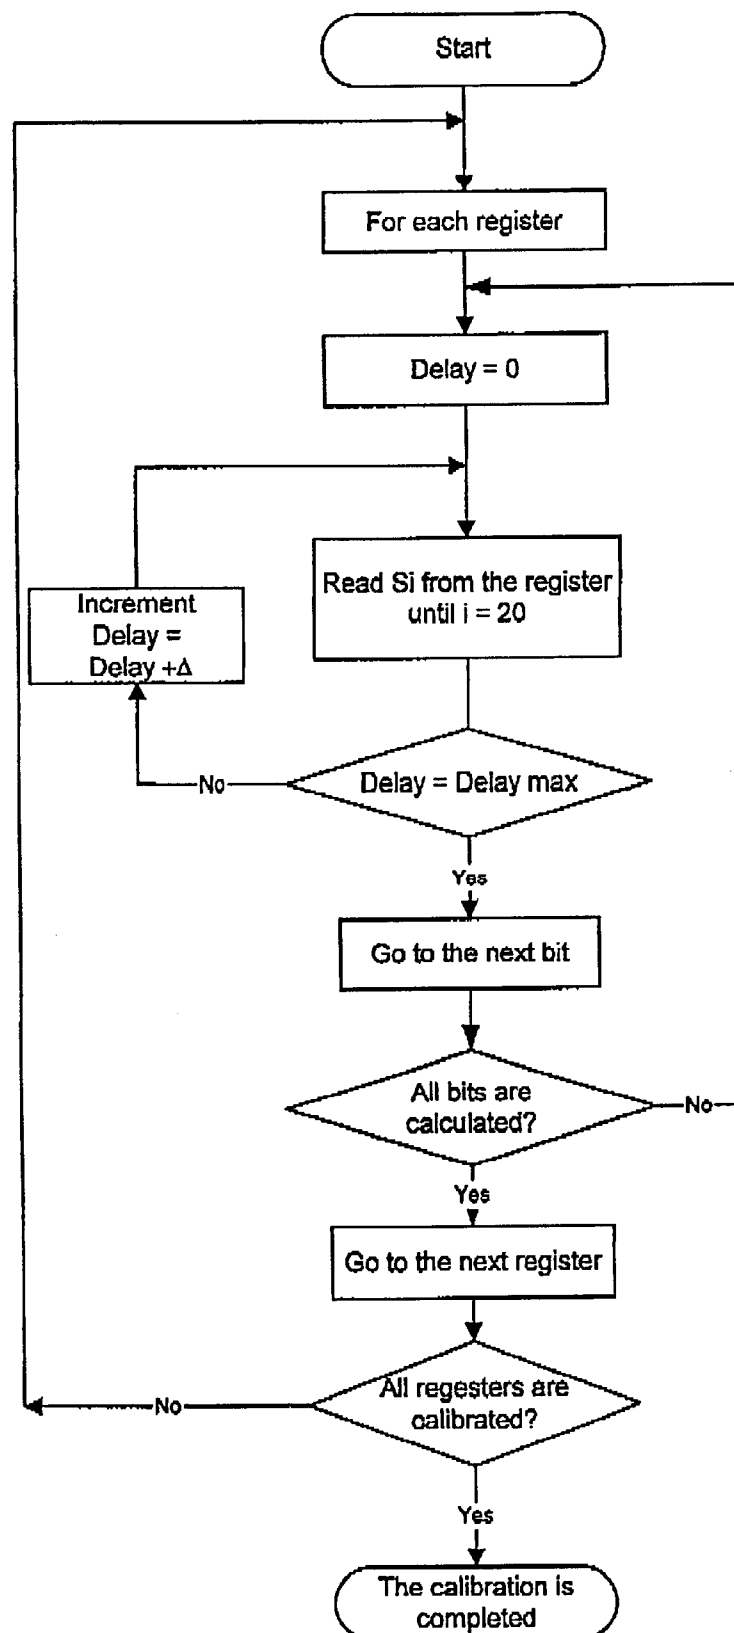 Start
For each register
Delay = 0
Read Si from the register
until i = 20
Increment
Delay =
Delay +Δ
No
Delay = Delay max
Yes
Go to the next bit
All bits are
calculated?
No
Yes
Go to the next register
All regesters are
calibrated?
No
Yes
The calibration is
completed